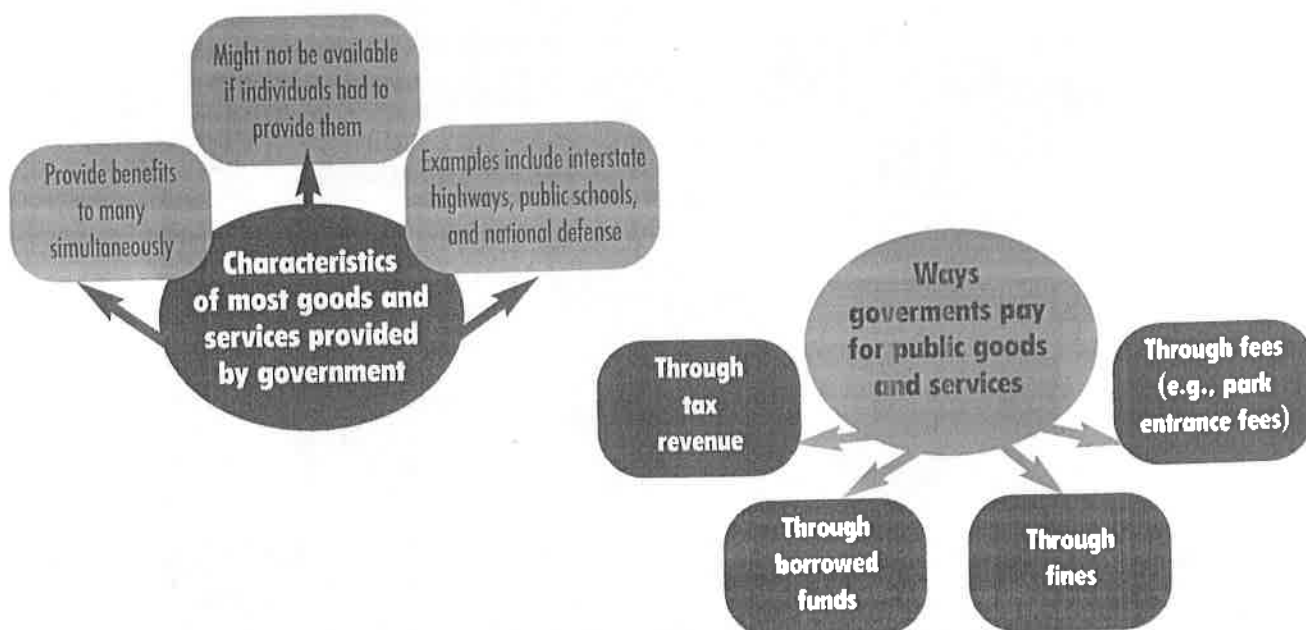 Might not be available
if individuals had to
provide them
Provide benefits
to many
simultaneously
Examples include interstate
highways, public schools,
and national defense
Characteristics
of most goods and
services provided
by government
Ways
goverments pay
for public goods
and services
Through
tax
revenue
Through fees
(e.g., park
entrance fees)
Through
borrowed
funds
Through
fines